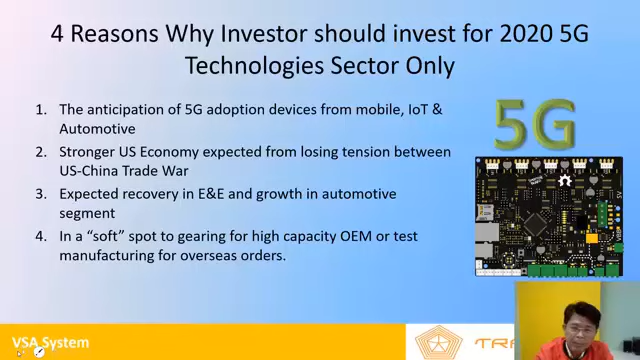 4 Reasons Why Investor should invest for 2020 5G
Technologies Sector Only
1. The anticipation of 5G adoption devices from mobile, IoT &
Automotive
2. Stronger US Economy expected from losing tension between
US-China Trade War
3. Expected recovery in E&E and growth in automotive
segment
4. In a “soft” spot to gearing for high capacity OEM or test
manufacturing for overseas orders.
5G
5V
VSA System